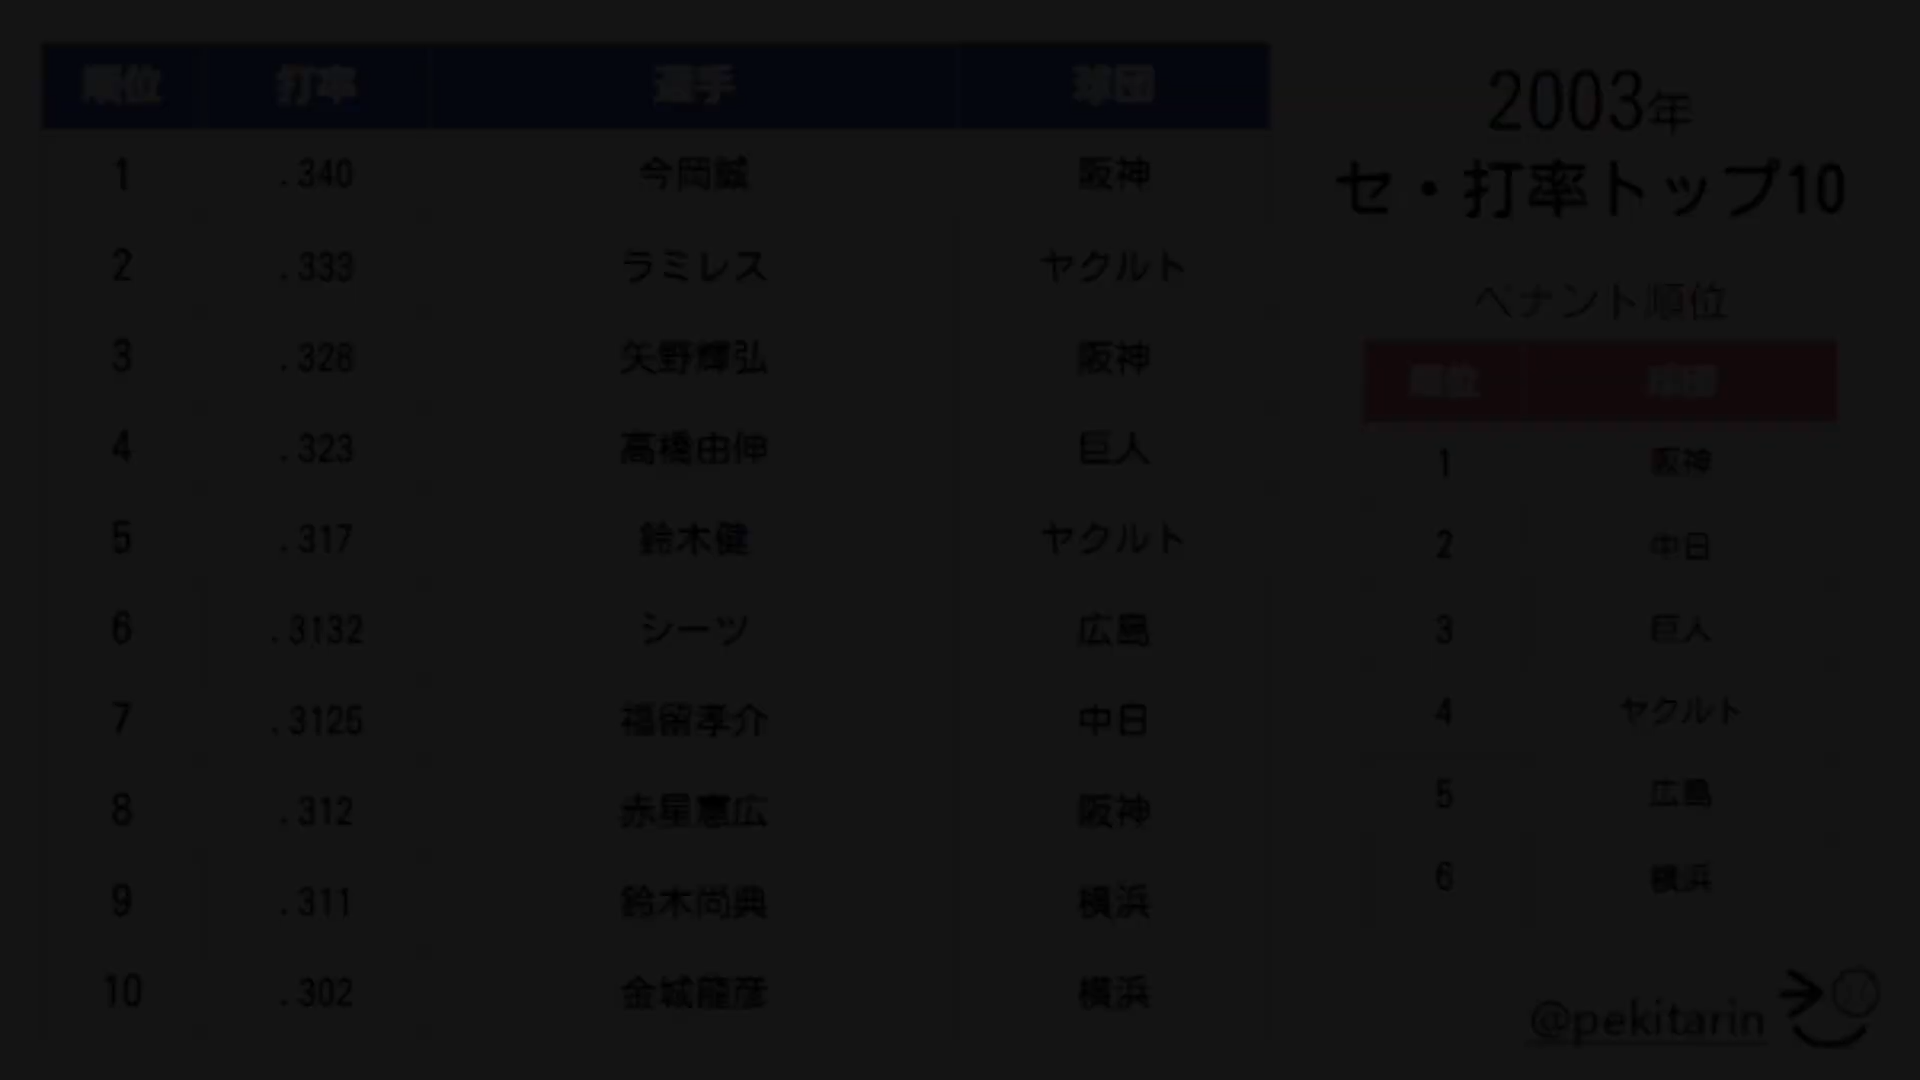 順位 打率 選手 球団
1 .340 今岡誠 阪神
2 .333 ラミレス ヤクルト
3 .328 矢野輝弘 阪神
4 .323 高橋由伸 巨人
5 .317 鈴木健 ヤクルト
6 .3132 シーツ 広島
7 .3125 福留孝介 中日
8 .312 赤星憲広 阪神
9 .311 鈴木尚典 横浜
10 .302 金城龍彦 横浜
2003年
セ・打率トップ10
ペナント順位
順位 球団
1 阪神
2 中日
3 巨人
4 ヤクルト
5 広島
6 横浜
@pekitarin